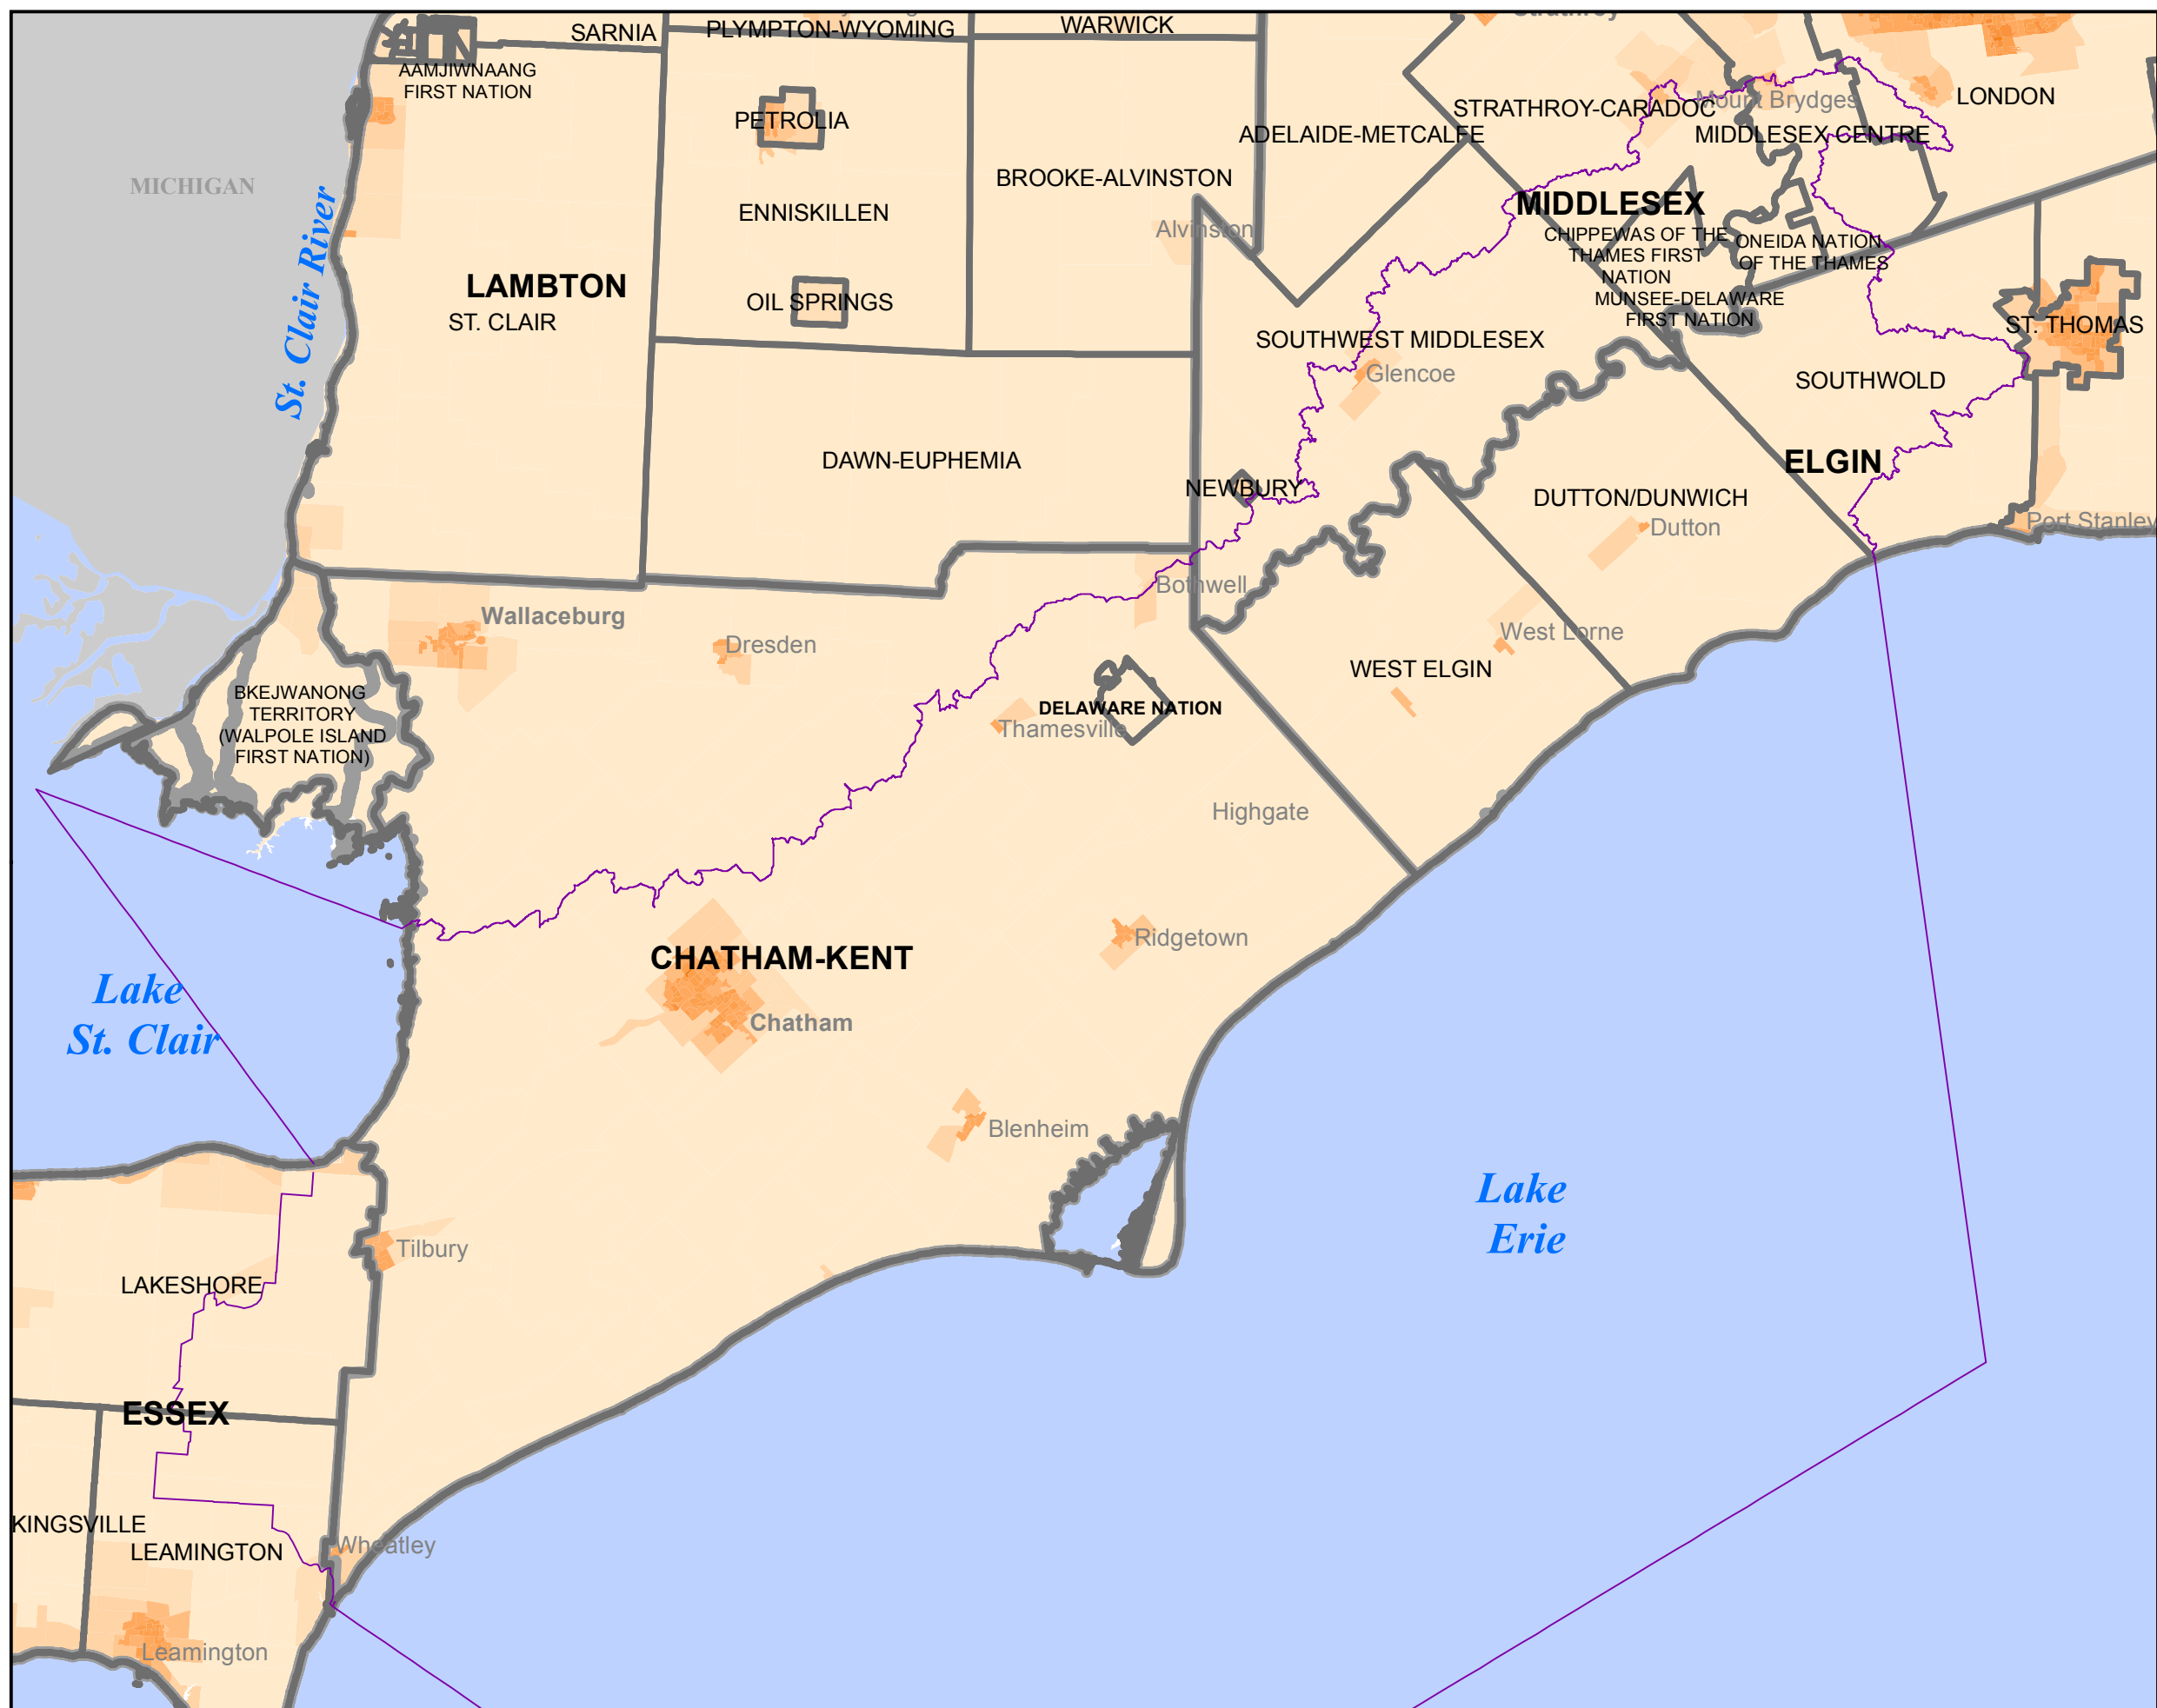 SARNIA
PLYMPTON-WYOMING
WARWICK
Strathroy
AAMJIWNAANG
FIRST NATION
PETROLIA
STRATHROY-CARADOC
Mount Brydges
LONDON
ADELAIDE-METCALFE
MIDDLESEX CENTRE
MICHIGAN
BROOKE-ALVINSTON
ENNISKILLEN
MIDDLESEX
Alvinston
CHIPPEWAS OF THE
THAMES FIRST
NATION
ONEIDA NATION
OF THE THAMES
St. Clair River
LAMBTON
ST. CLAIR
OIL SPRINGS
MUNSEE-DELAWARE
FIRST NATION
ST. THOMAS
SOUTHWEST MIDDLESEX
Glencoe
SOUTHWOLD
DAWN-EUPHEMIA
ELGIN
NEWBURY
DUTTON/DUNWICH
Dutton
Port Stanley
Bothwell
Wallaceburg
Dresden
West Lorne
WEST ELGIN
BKEJWANONG
TERRITORY
(WALPOLE ISLAND
FIRST NATION)
DELAWARE NATION
Thamesville
Highgate
Ridgetown
CHATHAM-KENT
Lake
St. Clair
Chatham
Blenheim
Lake
Erie
Tilbury
LAKESHORE
ESSEX
KINGSVILLE
LEAMINGTON
Wheatley
Leamington